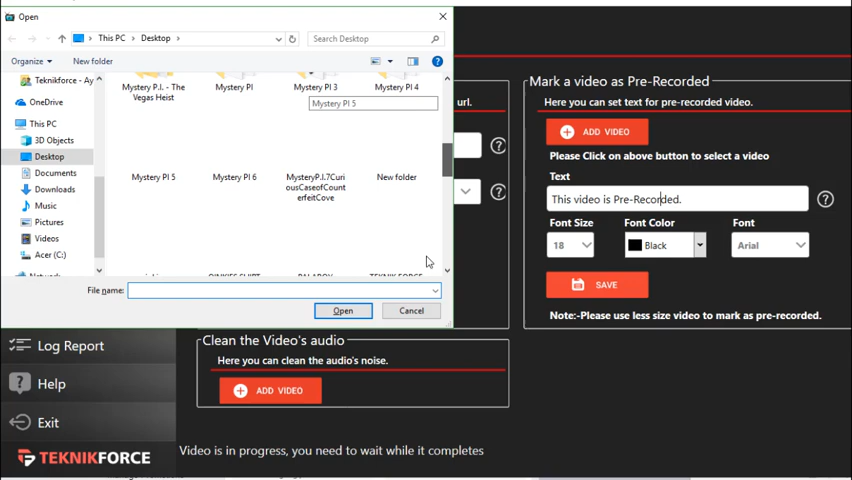 Open
This PC > Desktop >
Search Desktop
Organize
New folder
Teknikforce - Ay
OneDrive
This PC
3D Objects
Desktop
Documents
Downloads
Music
Pictures
Videos
Acer (C:)
Mystery P.I. - The
Vegas Heist
Mystery PI
Mystery PI 3
Mystery PI 4
Mystery PI 5
Mystery PI 5
Mystery PI 6
MysteryP.I.7Curi
ousCaseofCount
erfeitCove
New folder
File name:
Open
Cancel
url.
Mark a video as Pre-Recorded
Here you can set text for pre-recorded video.
ADD VIDEO
Please Click on above button to select a video
Text
This video is Pre-Recorded.
Font Size
Font Color
Font
18
Black
Arial
SAVE
Note:-Please use less size video to mark as pre-recorded.
Clean the Video's audio
Here you can clean the audio's noise.
ADD VIDEO
Log Report
Help
Exit
TEKNIKFORCE
Video is in progress, you need to wait while it completes